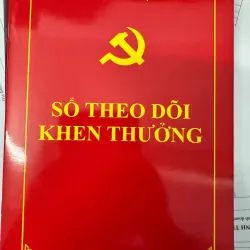 SỔ THEO DÕI
KHEN THƯỞNG